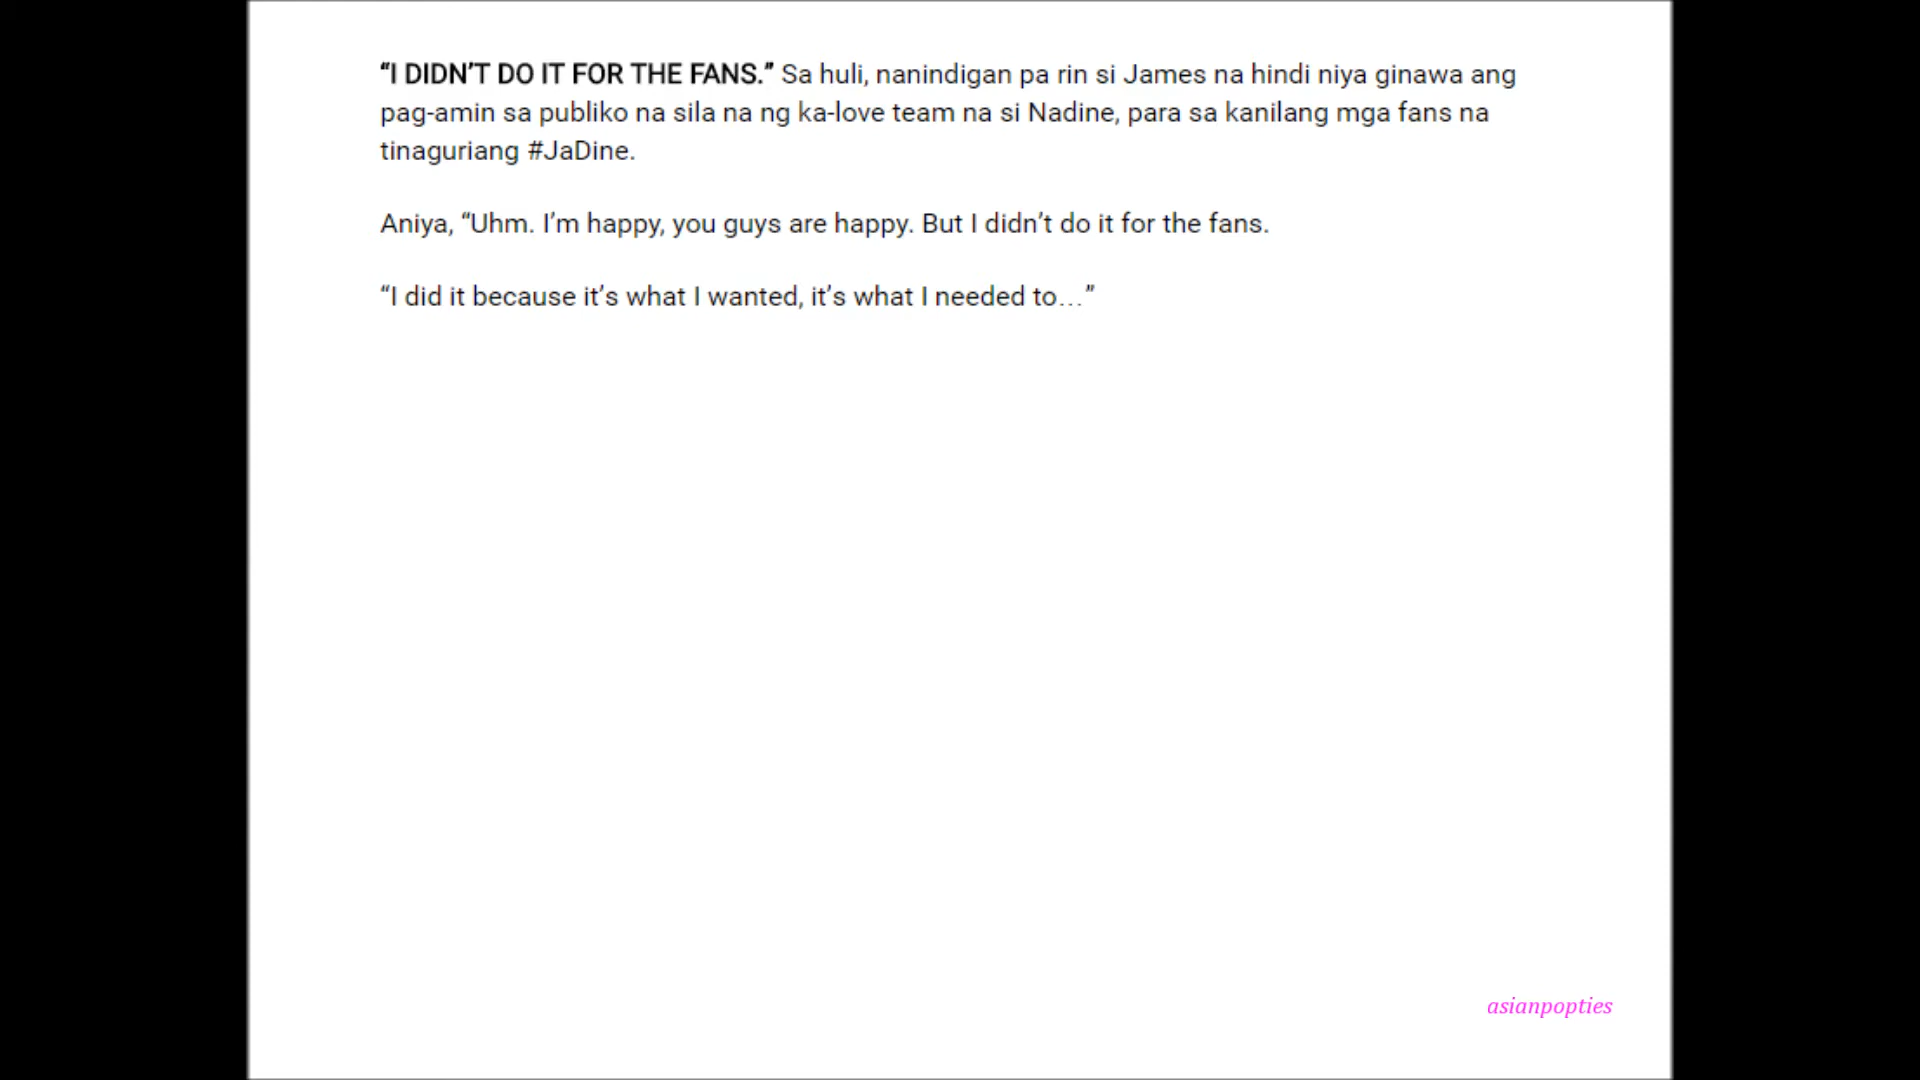 “I DIDN’T DO IT FOR THE FANS.” Sa huli, nanindigan pa rin si James na hindi niya ginawa ang
pag-amin sa publiko na sila na ng ka-love team na si Nadine, para sa kanilang mga fans na
tinaguriang #JaDine.
Aniya, “Uhm. I’m happy, you guys are happy. But I didn’t do it for the fans.
“I did it because it’s what I wanted, it’s what I needed to…”
asianpopties